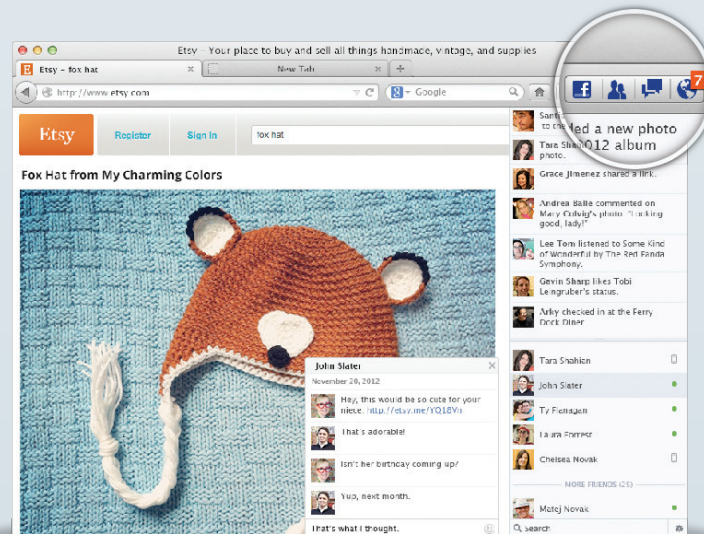 Etsy - Your place to buy and sell all things handmade, vintage, and supplies
Etsy - fox hat
New Tab
http://www.etsy.com
Google
7
Etsy
Register
Sign In
fox hat
ed a new photo
012 album
Fox Hat from My Charming Colors
to the
Tara Shahian
photo.
Grace Jimenez shared a link.
Andrea Balle commented on
Mary Colvig's photo: "Looking
good, lady!"
Lee Tom listened to Some Kind
of Wonderful by The Red Panda
Symphony.
Gavin Sharp likes Tobi
Leingruber's status.
Arky checked in at the Ferry
Dock Diner
Tara Shahian
John Slater
Ty Flanagan
Laura Forrest
Chelsea Novak
MORE FRIENDS (25)
Matej Novak
Search
John Slater
November 20, 2012
Hey, this would be so cute for your
niece. http://etsy.me/YQ18Vn
That's adorable!
Isn't her birthday coming up?
Yup, next month.
That's what I thought.